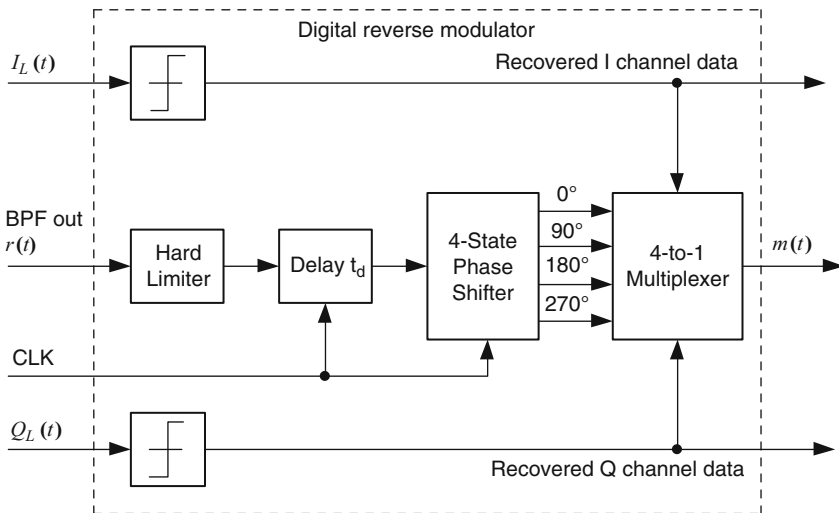 Digital reverse modulator
I_L (t)
Recovered I channel data
BPF out
r(t)
Hard
Limiter
Delay t_d
4-State
Phase
Shifter
0°
90°
180°
270°
4-to-1
Multiplexer
m(t)
CLK
Q_L (t)
Recovered Q channel data